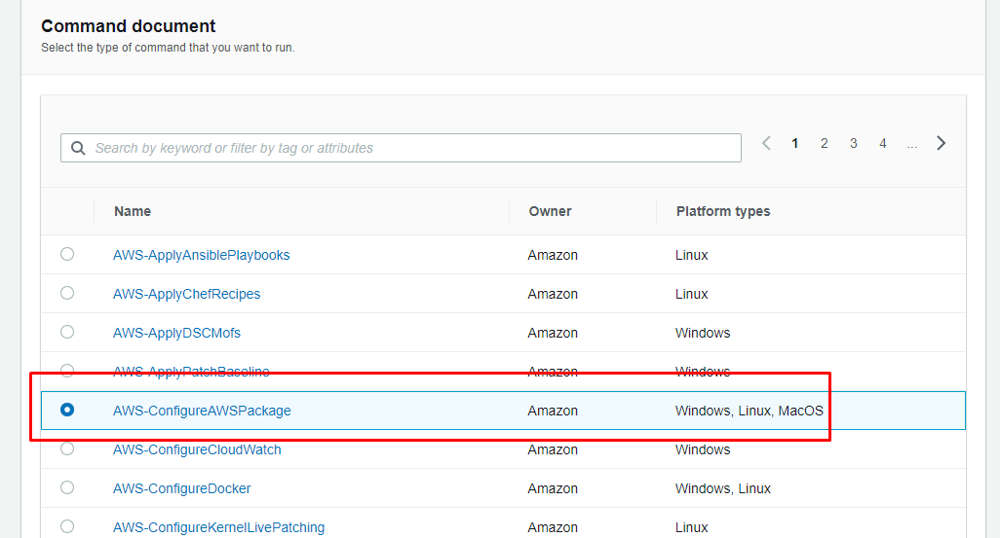 Command document
Select the type of command that you want to run.
Search by keyword or filter by tag or attributes
1 2 3 4 ...
Name Owner Platform types
AWS-ApplyAnsiblePlaybooks Amazon Linux
AWS-ApplyChefRecipes Amazon Linux
AWS-ApplyDSCMofs Amazon Windows
AWS-ApplyPatchBaseline Amazon Windows
AWS-ConfigureAWSPackage Amazon Windows, Linux, MacOS
AWS-ConfigureCloudWatch Amazon Windows
AWS-ConfigureDocker Amazon Windows, Linux
AWS-ConfigureKernelLivePatching Amazon Linux